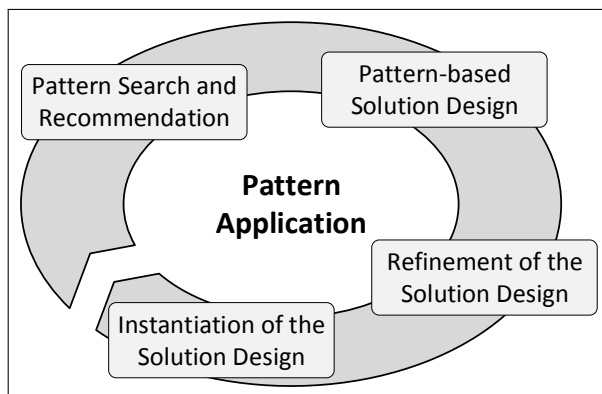 Pattern Search and
Recommendation
Pattern-based
Solution Design
Pattern
Application
Refinement of the
Solution Design
Instantiation of the
Solution Design